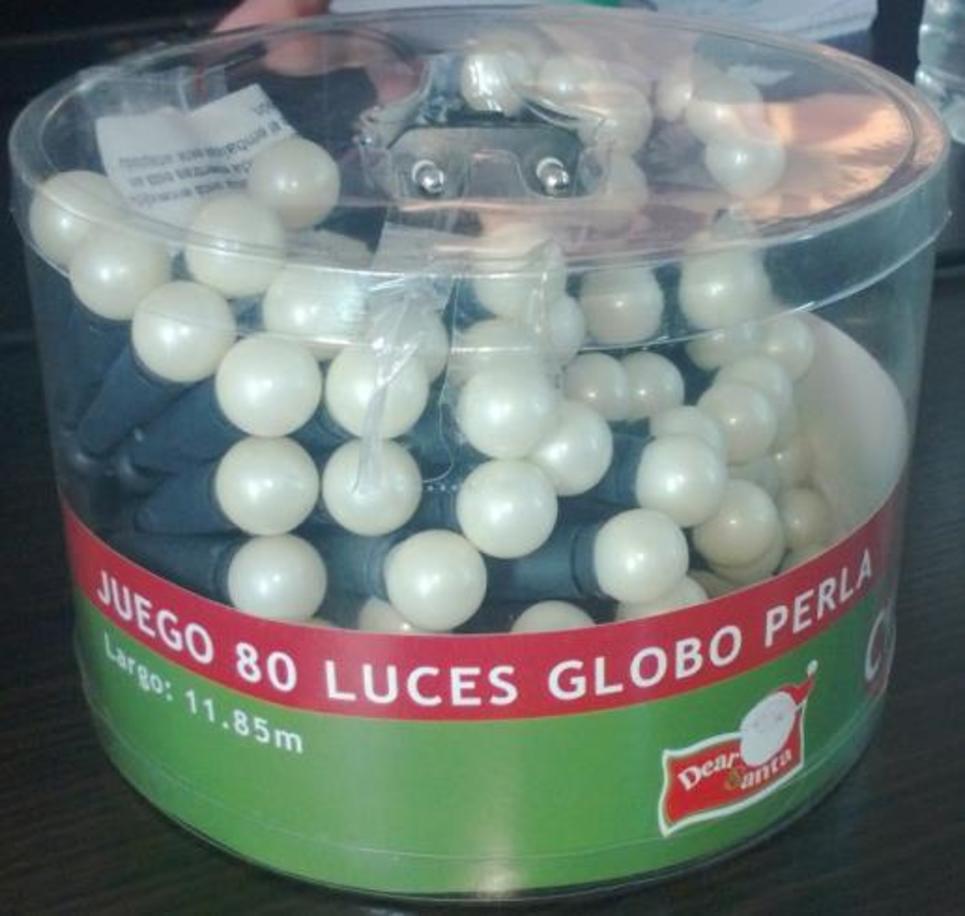 JUEGO 80 LUCES GLOBO PERLA
Largo: 11.85m
Dear
Santa